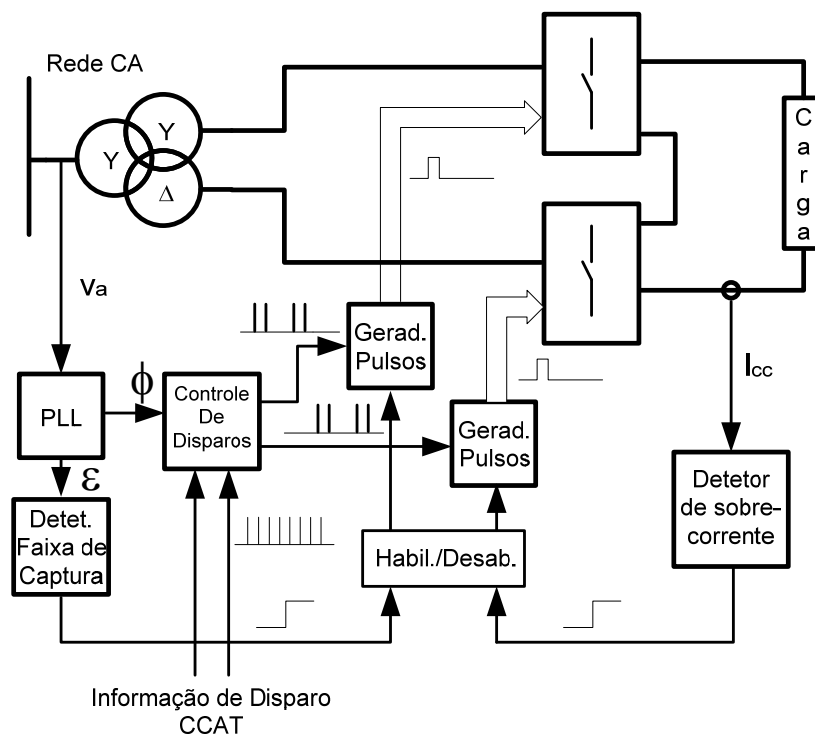 Rede CA
Y
Y
Δ
C
a
r
g
a
va
Gerad.
Pulsos
Icc
PLL
ϕ
Controle
De
Disparos
Gerad.
Pulsos
ε
Detet.
Faixa de
Captura
Detetor
de sobre-
corrente
Habil./Desab.
Informação de Disparo
CCAT